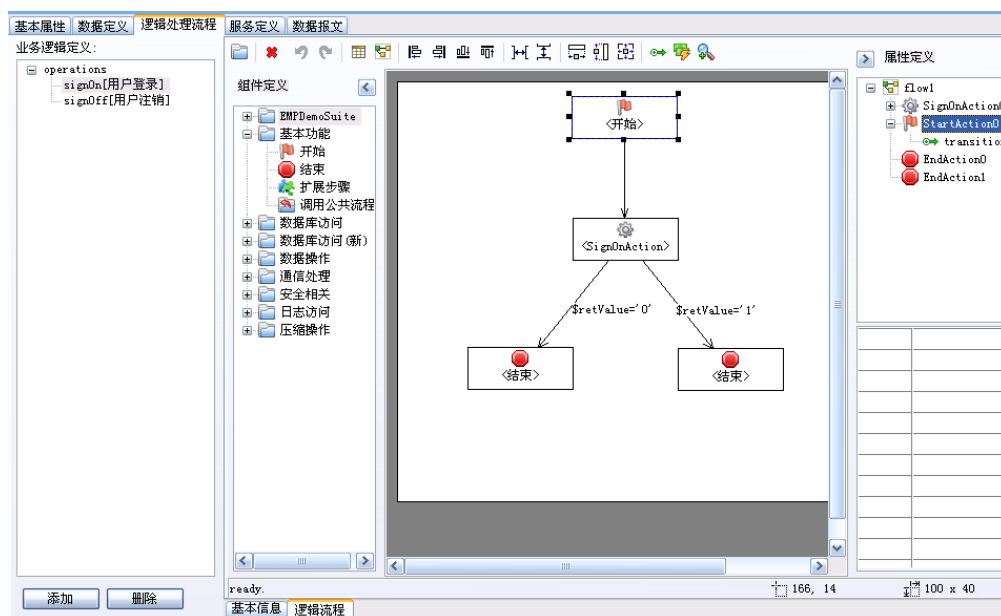 基本属性 数据定义 逻辑处理流程 服务定义 数据报文
业务逻辑定义:
operations
signOn[用户登录]
signOff[用户注销]
添加 删除
组件定义
EMPDemoSuite
基本功能
开始
结束
扩展步骤
调用公共流程
数据库访问
数据库访问(新)
数据操作
通信处理
安全相关
日志访问
压缩操作
<开始>
<SignOnAction>
$retValue='0' $retValue='1'
<结束> <结束>
属性定义
flow1
SignOnAction0
StartAction0
transition
EndAction0
EndAction1
ready. 166, 14 100 x 40
基本信息 逻辑流程